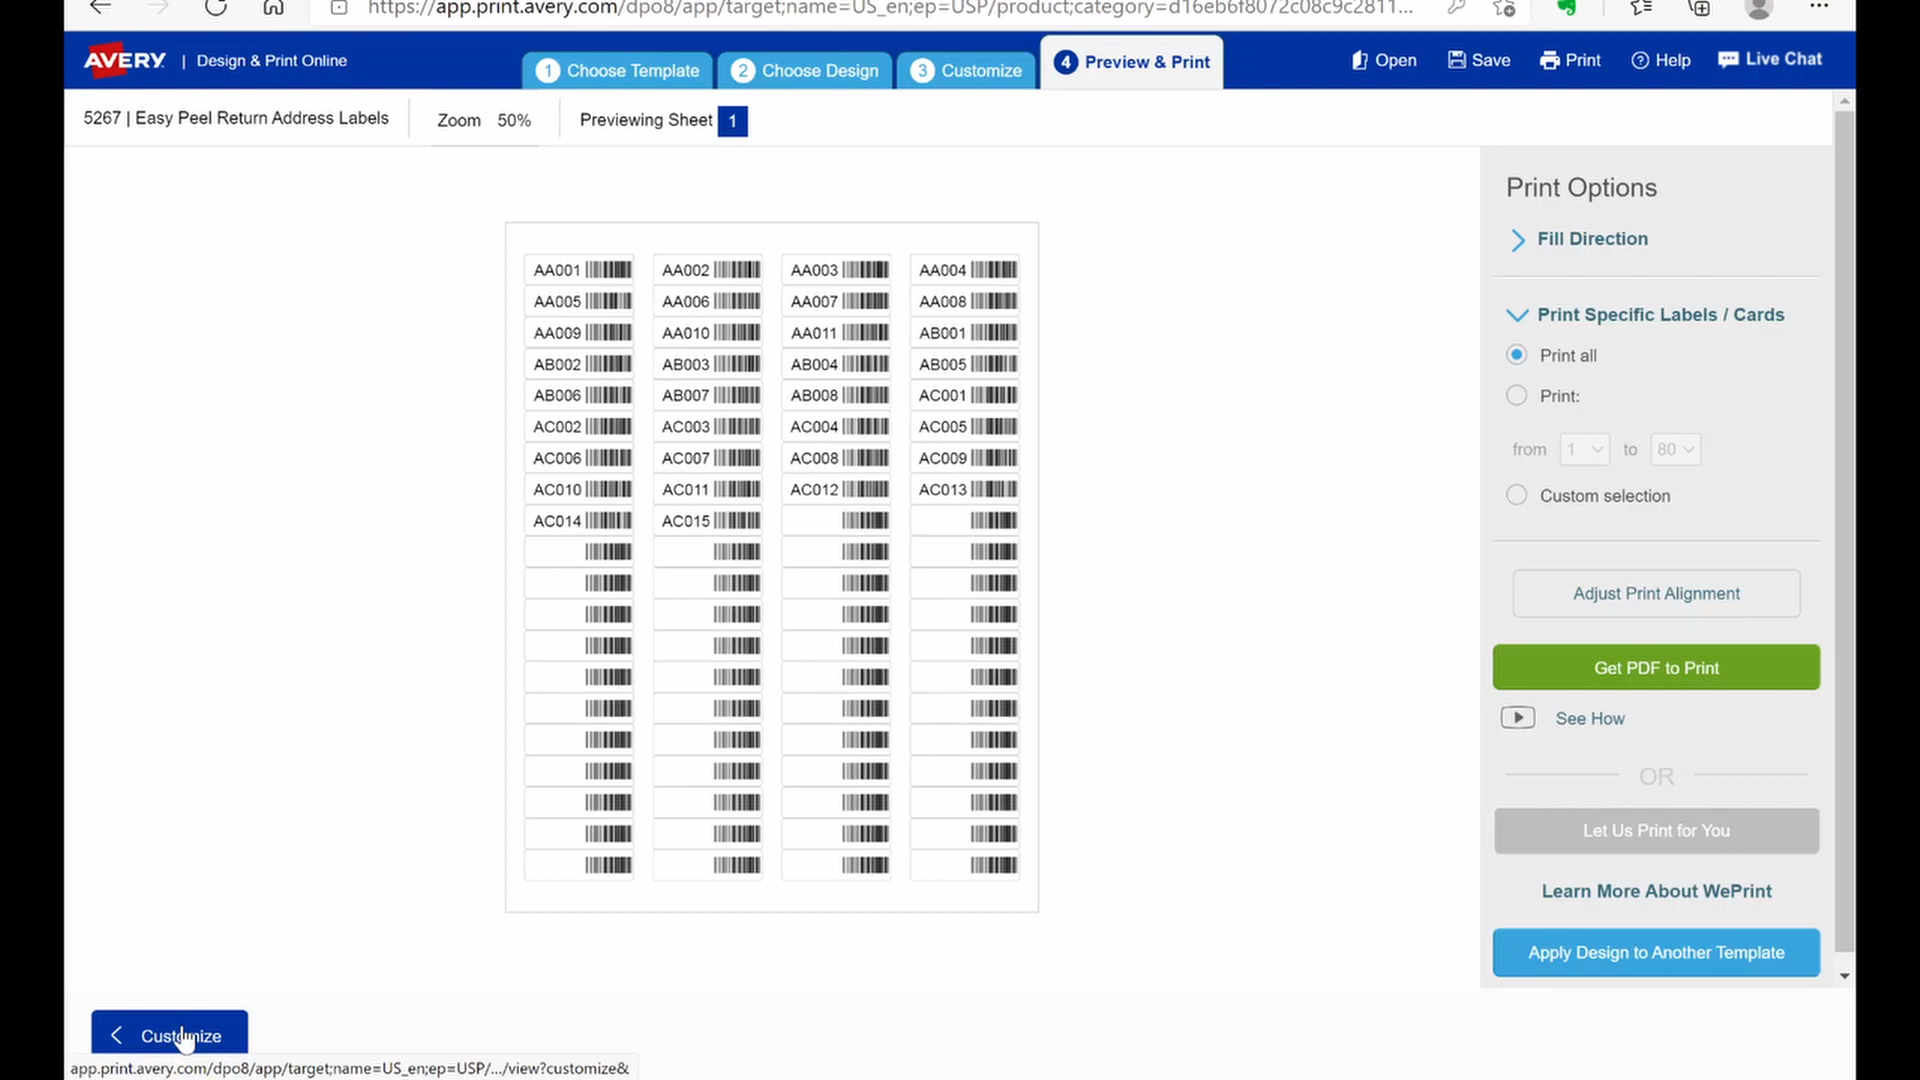 https://app.print.avery.com/dpo8/app/target;name=US_en;ep=USP/product;category=d16eb6f8072c08c9c2811...
AVERY | Design & Print Online
1 Choose Template
2 Choose Design
3 Customize
4 Preview & Print
Open
Save
Print
Help
Live Chat
5267 | Easy Peel Return Address Labels
Zoom 50%
Previewing Sheet 1
AA001 AA002 AA003 AA004
AA005 AA006 AA007 AA008
AA009 AA010 AA011 AB001
AB002 AB003 AB004 AB005
AB006 AB007 AB008 AC001
AC002 AC003 AC004 AC005
AC006 AC007 AC008 AC009
AC010 AC011 AC012 AC013
AC014 AC015
Print Options
Fill Direction
Print Specific Labels / Cards
Print all
Print:
from 1 to 80
Custom selection
Adjust Print Alignment
Get PDF to Print
See How
OR
Let Us Print for You
Learn More About WePrint
Apply Design to Another Template
Customize
app.print.avery.com/dpo8/app/target;name=US_en;ep=USP/.../view?customize&